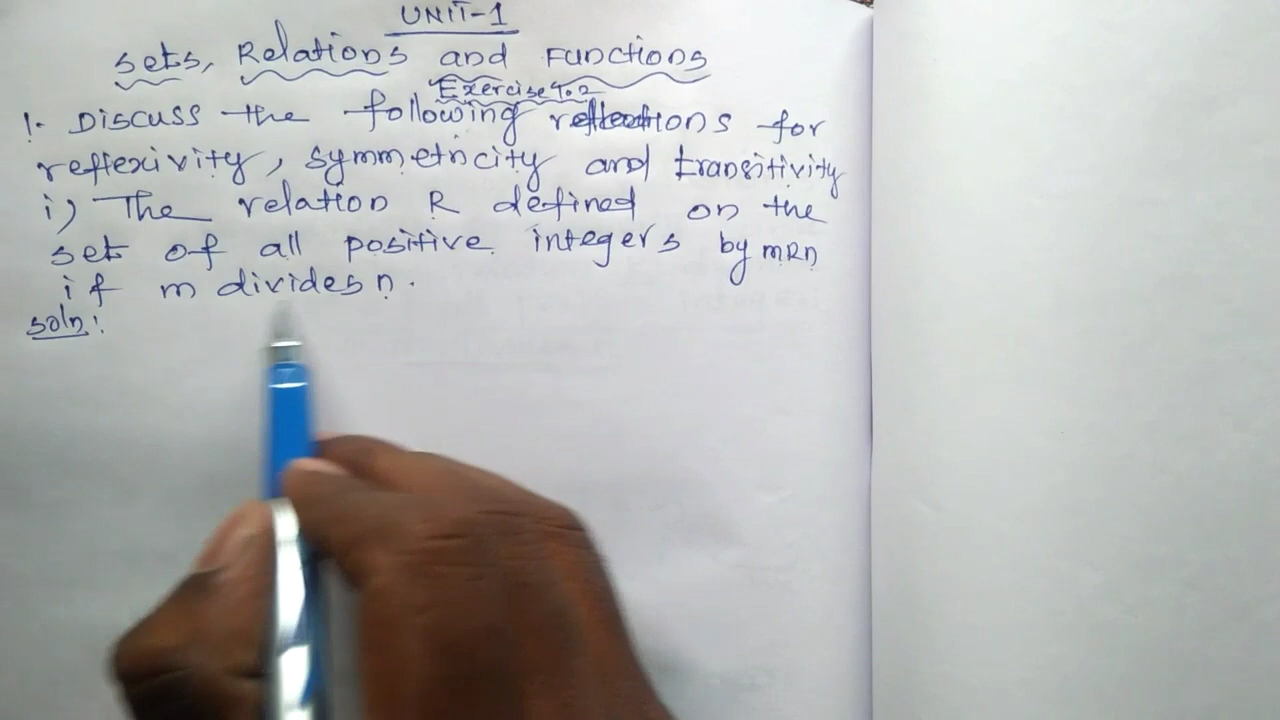 UNIT-1
Sets, Relations and Functions
Exercise 1.2
1. Discuss the following relations for
reflexivity, symmetricity and transitivity
i) The relation R defined on the
set of all positive integers by mRn
if m divides n.
Soln: